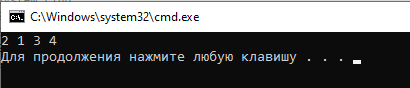 C:\Windows\system32\cmd.exe
2 1 3 4
Для продолжения нажмите любую клавишу . . .